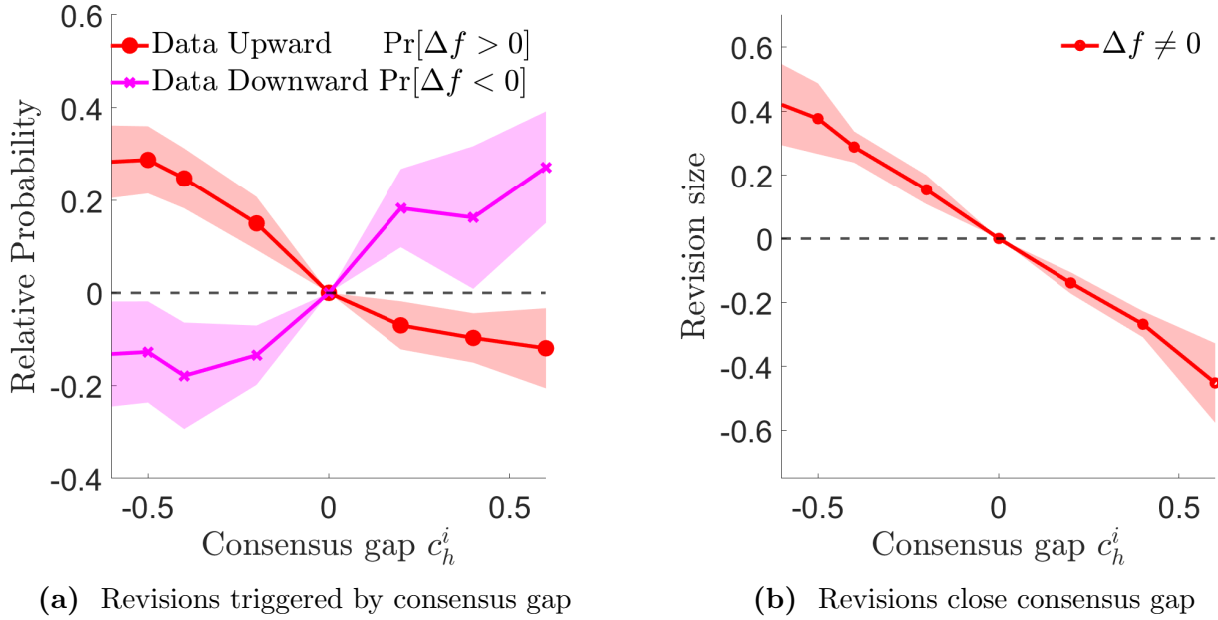 0.6
0.4
0.2
0
-0.2
-0.4
Relative Probability
Data Upward Pr[Δf > 0]
Data Downward Pr[Δf < 0]
-0.5 0 0.5
Consensus gap c_h^i
(a) Revisions triggered by consensus gap
0.6
0.4
0.2
0
-0.2
-0.4
-0.6
Revision size
Δf ≠ 0
-0.5 0 0.5
Consensus gap c_h^i
(b) Revisions close consensus gap